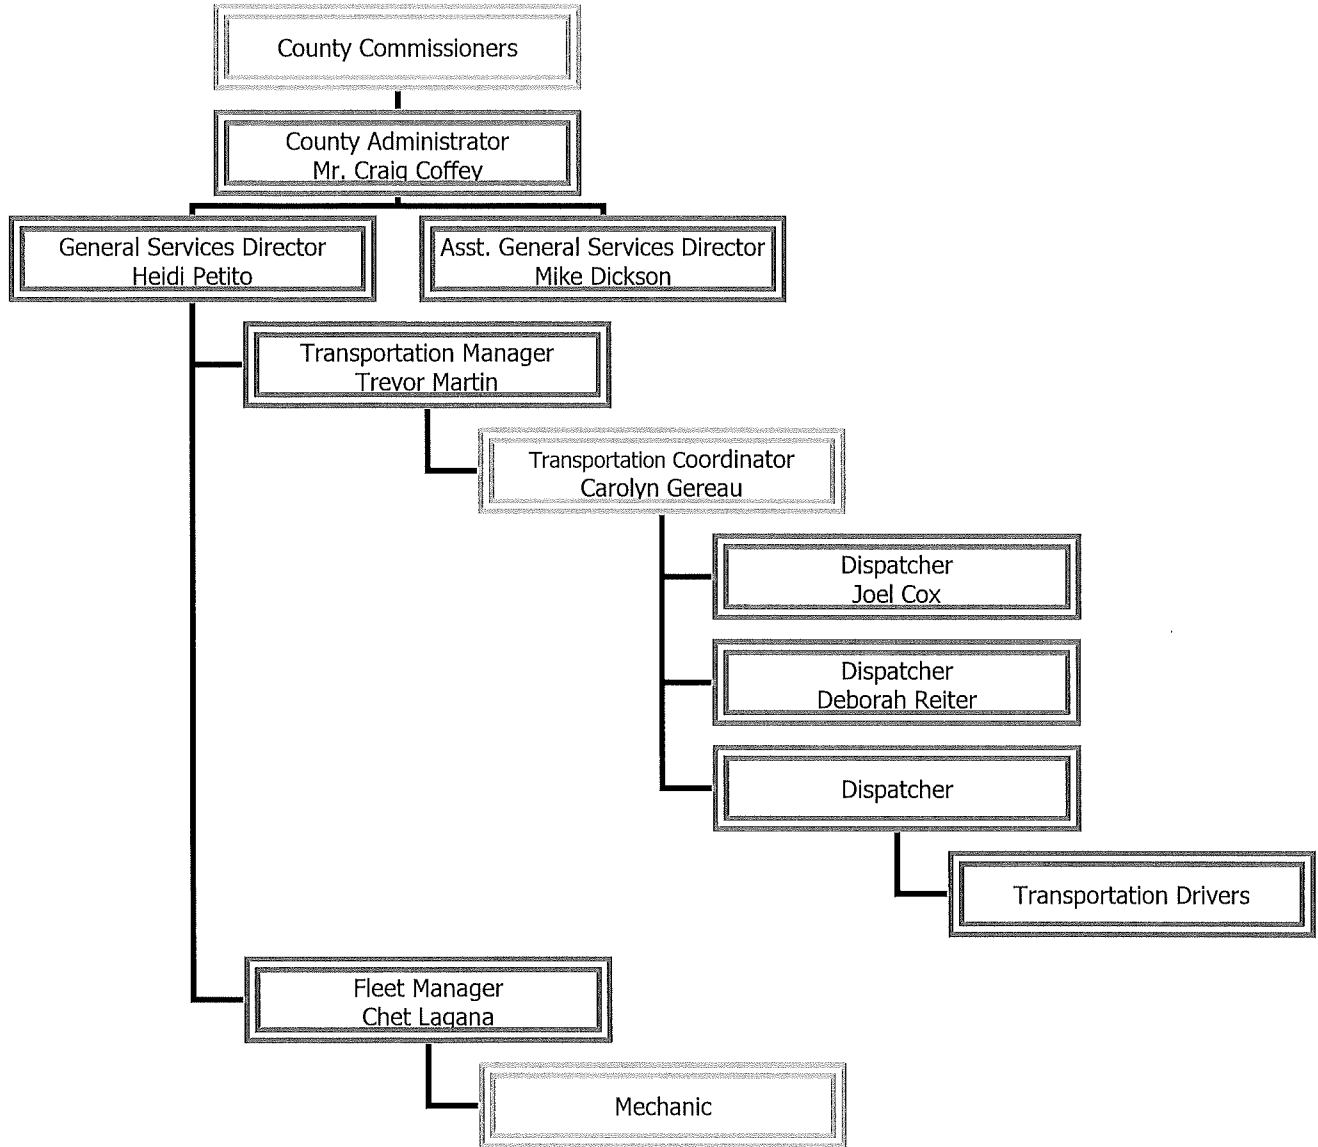 County Commissioners
County Administrator
Mr. Craig Coffey
General Services Director
Heidi Petito
Asst. General Services Director
Mike Dickson
Transportation Manager
Trevor Martin
Transportation Coordinator
Carolyn Gereau
Dispatcher
Joel Cox
Dispatcher
Deborah Reiter
Dispatcher
Transportation Drivers
Fleet Manager
Chet Lagana
Mechanic